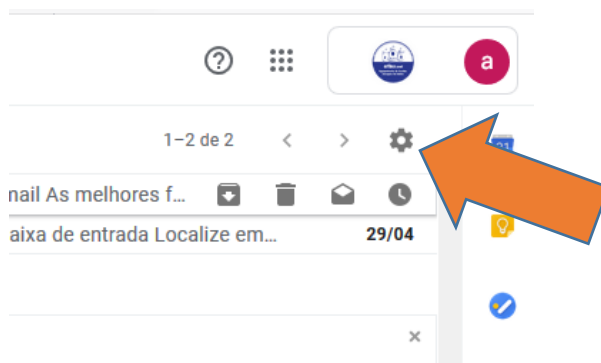 a
1–2 de 2
nail As melhores f...
aixa de entrada Localize em...
29/04